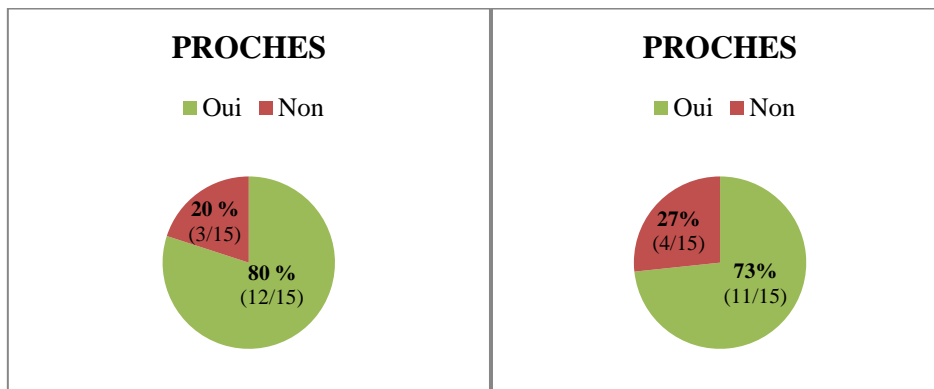 PROCHES
Oui Non
20 %
(3/15)
80 %
(12/15)
PROCHES
Oui Non
27%
(4/15)
73%
(11/15)